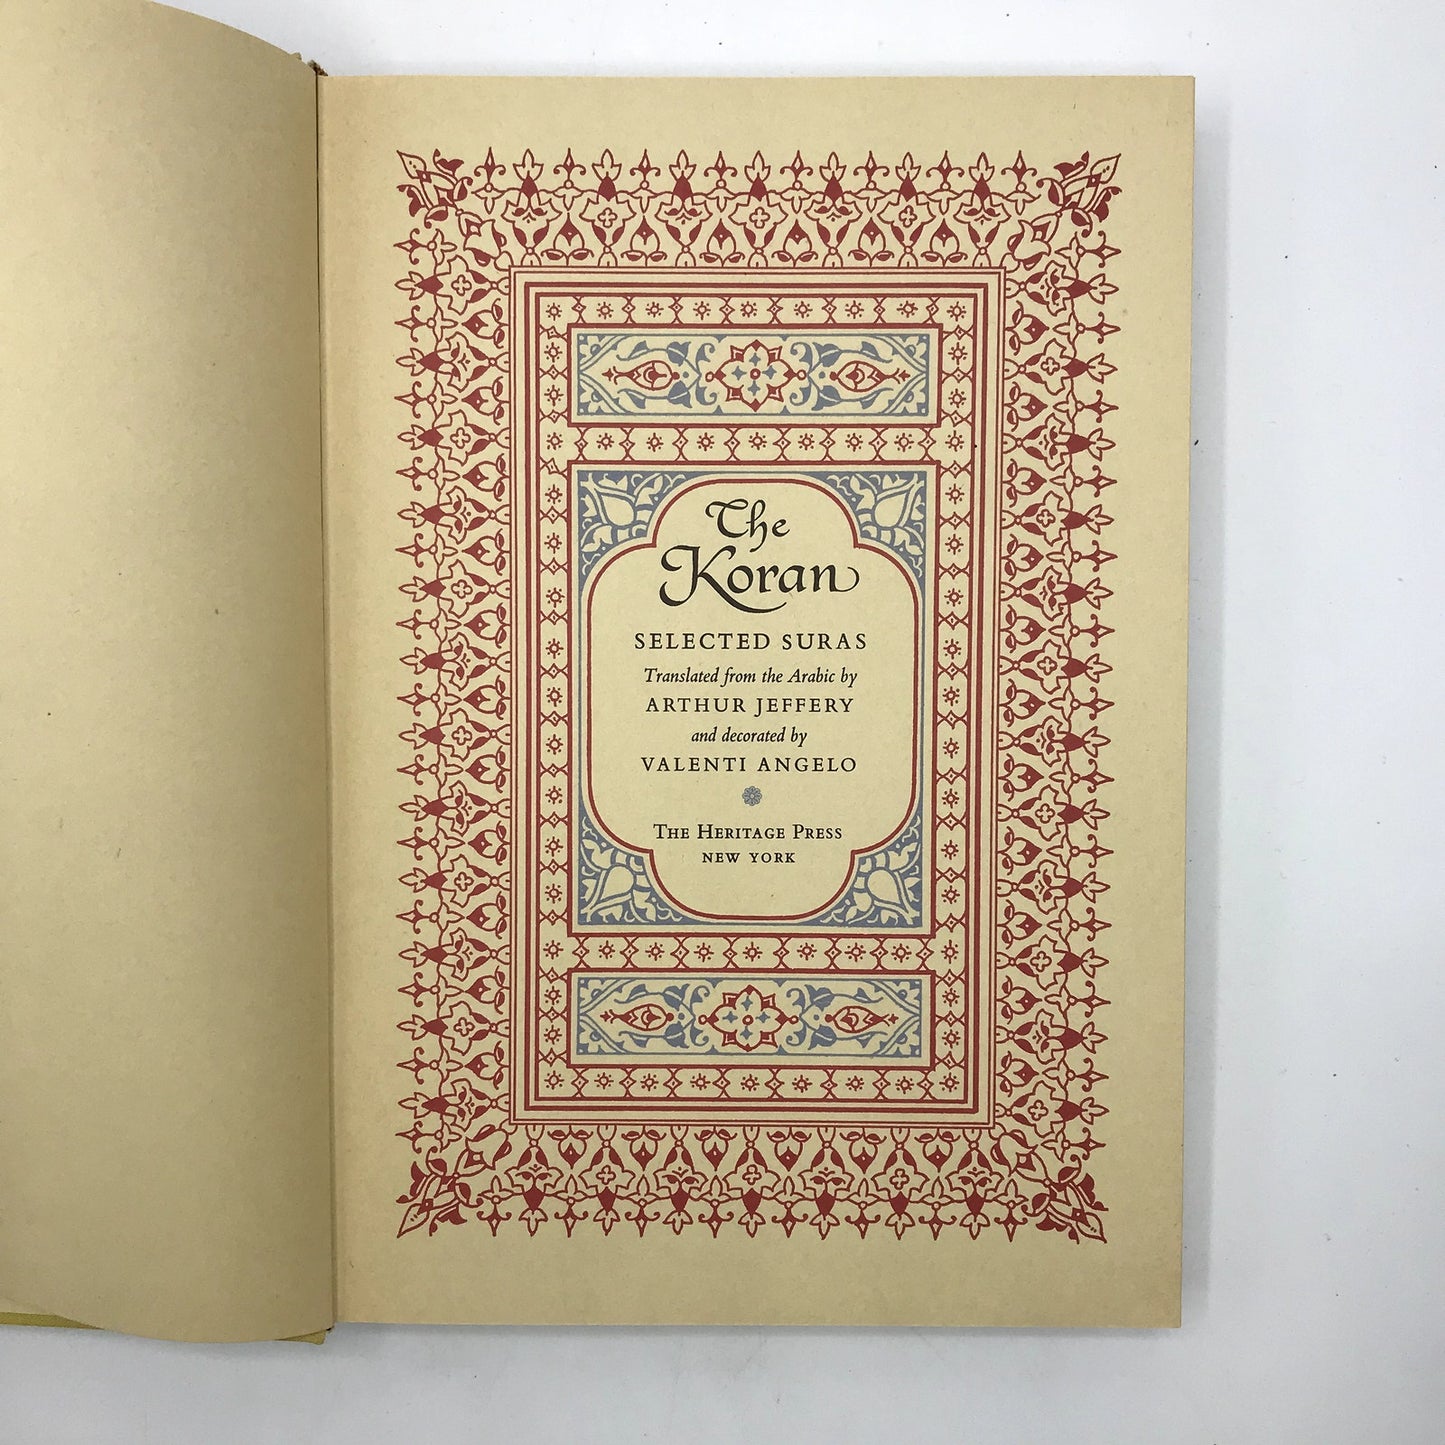 The
Koran
SELECTED SURAS
Translated from the Arabic by
ARTHUR JEFFERY
and decorated by
VALENTI ANGELO
THE HERITAGE PRESS
NEW YORK